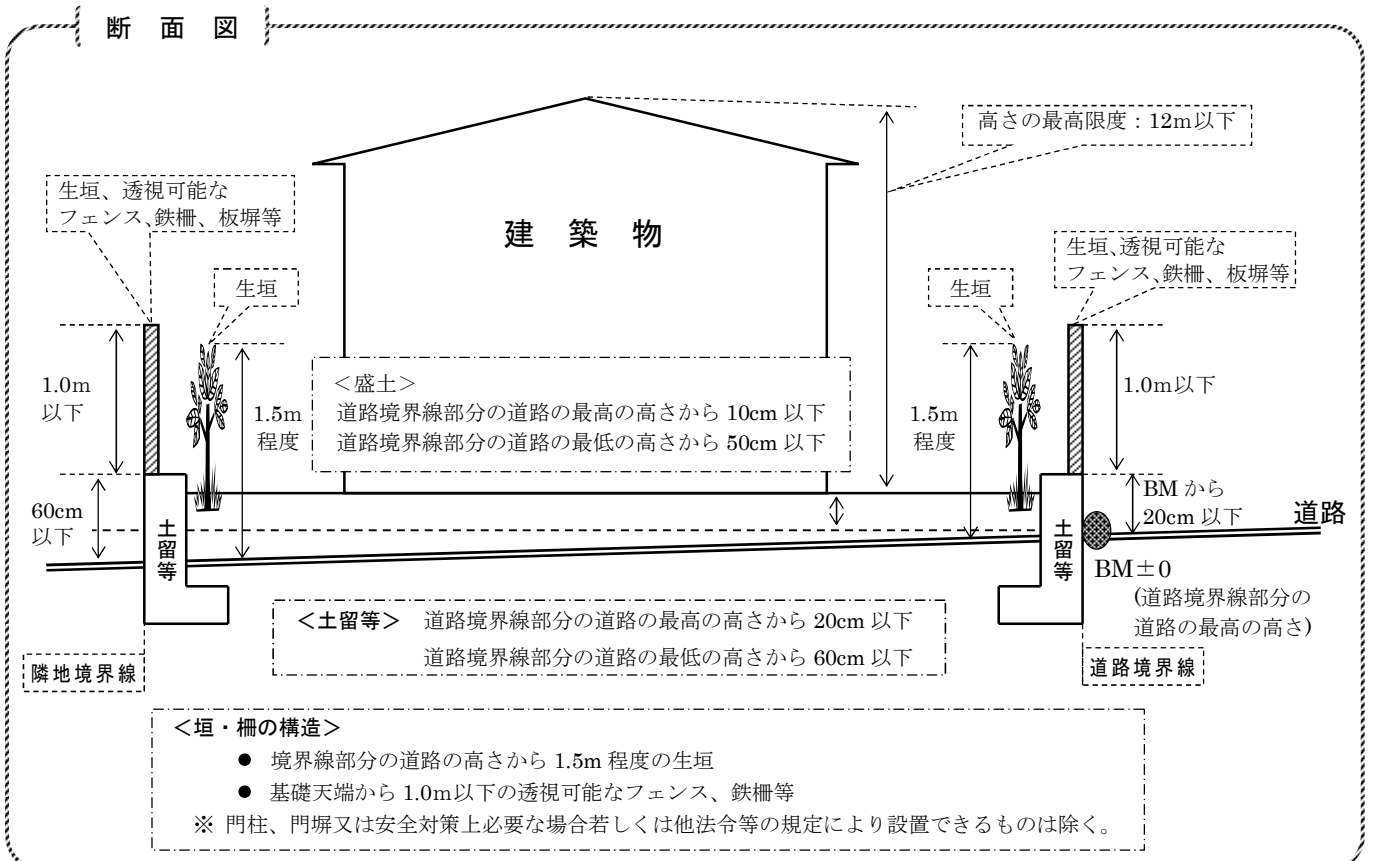 断 面 図
高さの最高限度：12m以下
生垣、透視可能な
フェンス、鉄柵、板塀等
建 築 物
生垣、透視可能な
フェンス、鉄柵、板塀等
生垣
生垣
1.0m
以下
1.5m
程度
＜盛土＞
道路境界線部分の道路の最高の高さから 10cm 以下
道路境界線部分の道路の最低の高さから 50cm 以下
1.5m
程度
1.0m以下
60cm
以下
土留等
土留等
BM から
20cm 以下
道路
BM±0
(道路境界線部分の
道路の最高の高さ)
＜土留等＞ 道路境界線部分の道路の最高の高さから 20cm 以下
道路境界線部分の道路の最低の高さから 60cm 以下
隣地境界線
道路境界線
＜垣・柵の構造＞
● 境界線部分の道路の高さから 1.5m 程度の生垣
● 基礎天端から 1.0m以下の透視可能なフェンス、鉄柵等
※ 門柱、門塀又は安全対策上必要な場合若しくは他法令等の規定により設置できるものは除く。